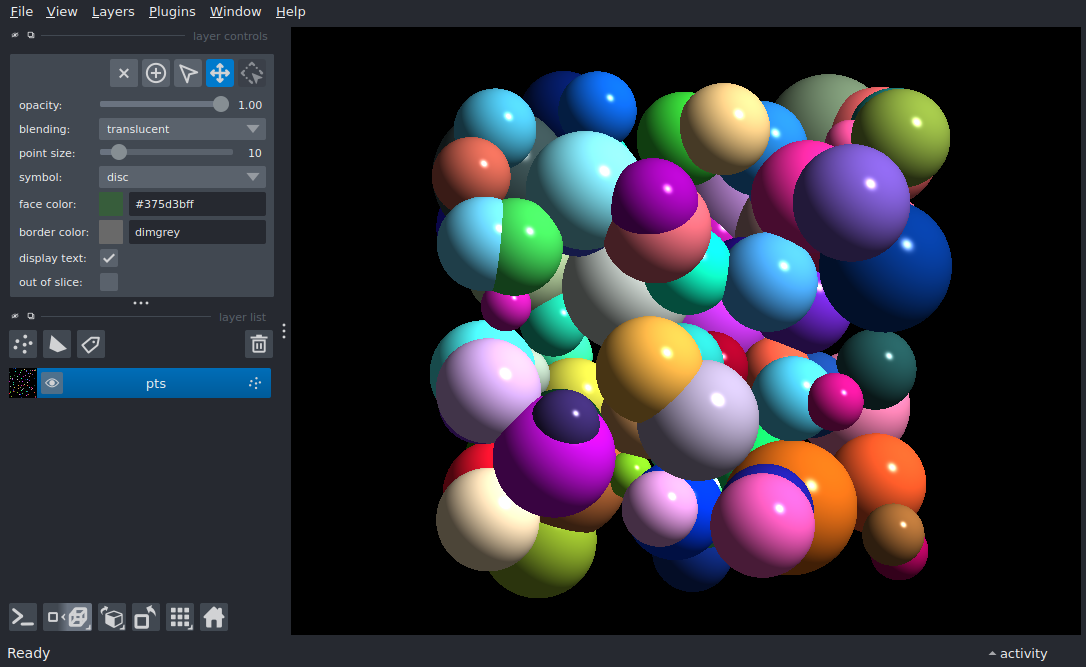 File View Layers Plugins Window Help
layer controls
opacity: 1.00
blending: translucent
point size: 10
symbol: disc
face color: #375d3bff
border color: dimgrey
display text:
out of slice:
layer list
pts
Ready
activity